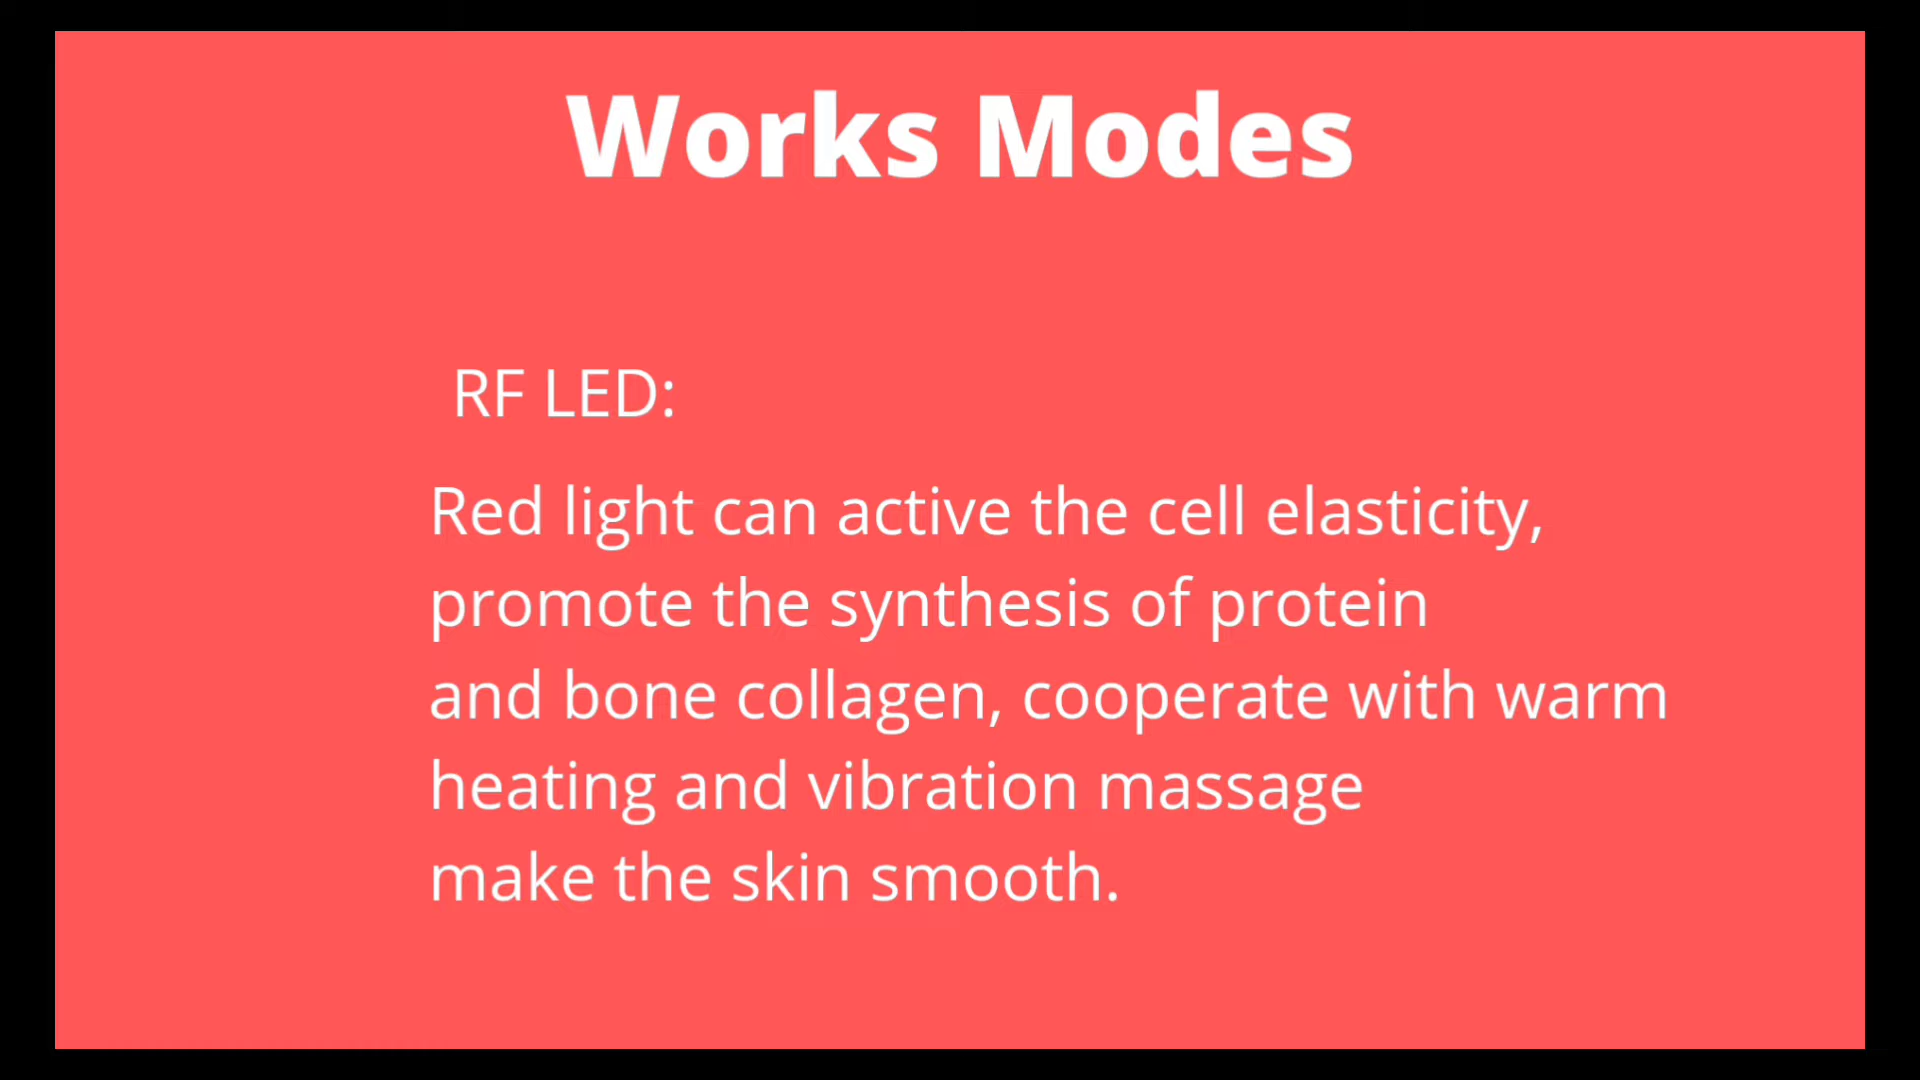 Works Modes
RF LED:
Red light can active the cell elasticity,
promote the synthesis of protein
and bone collagen, cooperate with warm
heating and vibration massage
make the skin smooth.